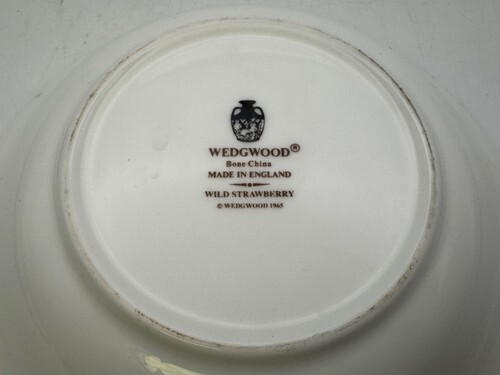 WEDGWOOD®
Bone China
MADE IN ENGLAND
WILD STRAWBERRY
© WEDGWOOD 1965